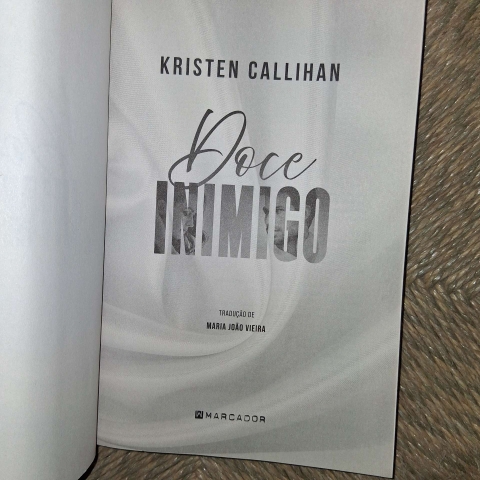 KRISTEN CALLIHAN
Doce
INIMIGO
TRADUÇÃO DE
MARIA JOÃO VIEIRA
MARCADOR